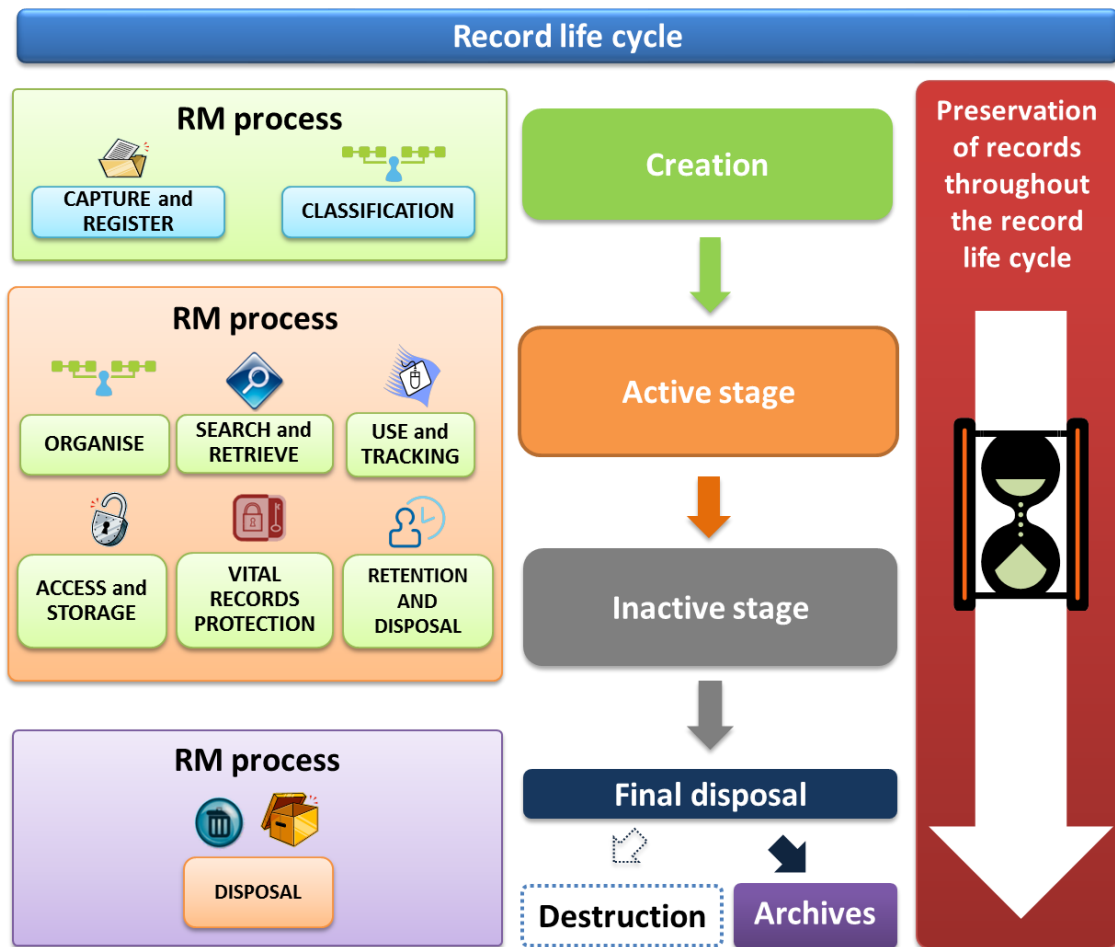 Record life cycle
RM process
CAPTURE and
REGISTER
CLASSIFICATION
Creation
Preservation
of records
throughout
the record
life cycle
RM process
ORGANISE
SEARCH and
RETRIEVE
USE and
TRACKING
ACCESS and
STORAGE
VITAL
RECORDS
PROTECTION
RETENTION
AND
DISPOSAL
Active stage
Inactive stage
RM process
DISPOSAL
Final disposal
Destruction
Archives